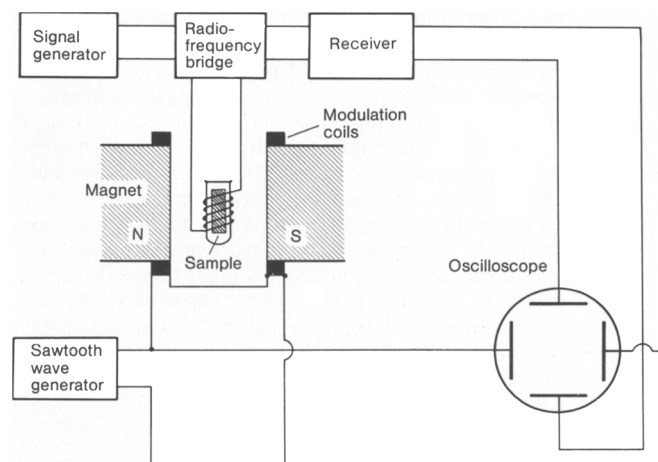 Signal
generator
Radio-
frequency
bridge
Receiver
Modulation
coils
Magnet
N
S
Sample
Oscilloscope
Sawtooth
wave
generator